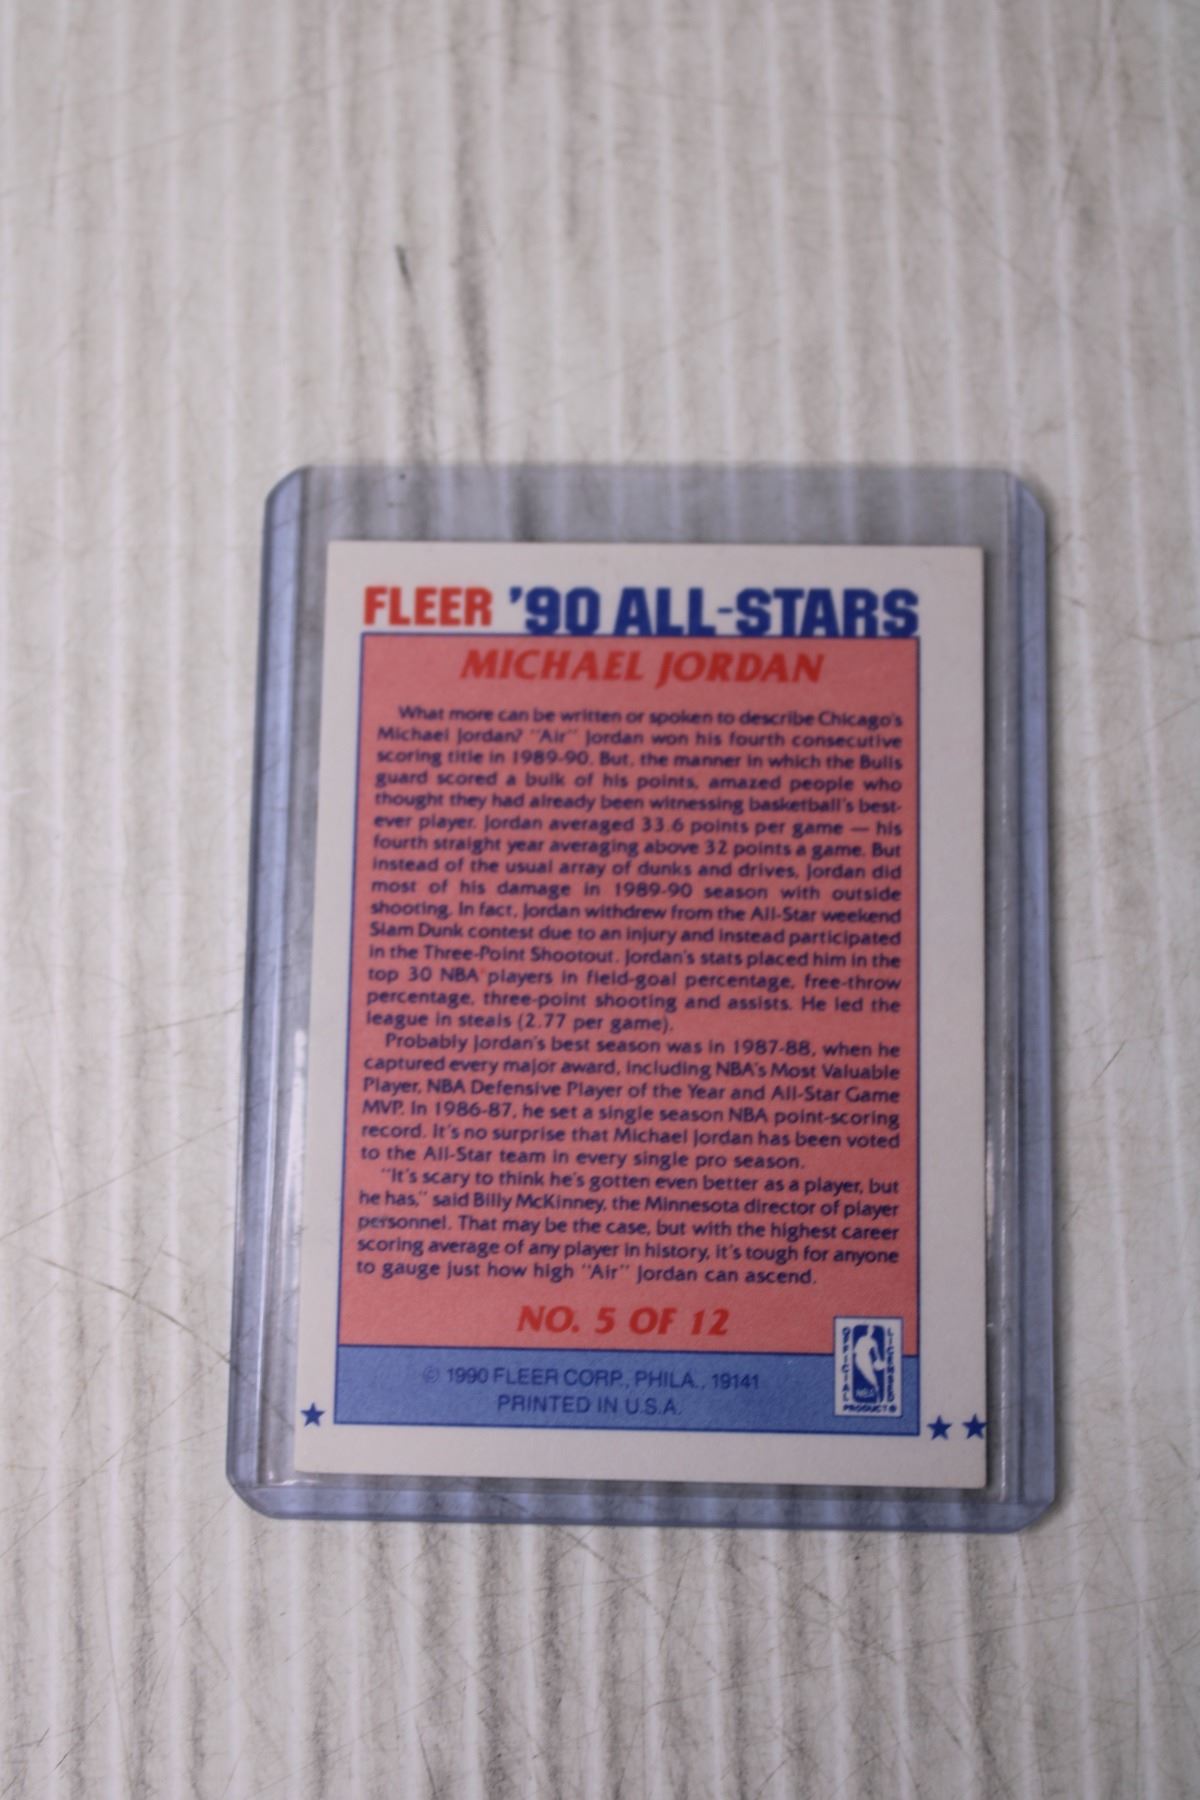 FLEER '90 ALL-STARS
MICHAEL JORDAN
What more can be written or spoken to describe Chicago's
Michael Jordan? "Air" Jordan won his fourth consecutive
scoring title in 1989-90. But, the manner in which the Bulls
guard scored a bulk of his points, amazed people who
thought they had already been witnessing basketball's best-
ever player. Jordan averaged 33.6 points per game — his
fourth straight year averaging above 32 points a game. But
instead of the usual array of dunks and drives, Jordan did
most of his damage in 1989-90 season with outside
shooting. In fact, Jordan withdrew from the All-Star weekend
Slam Dunk contest due to an injury and instead participated
in the Three-Point Shootout. Jordan's stats placed him in the
top 30 NBA players in field-goal percentage, free-throw
percentage, three-point shooting and assists. He led the
league in steals (2.77 per game).
Probably Jordan's best season was in 1987-88, when he
captured every major award, including NBA's Most Valuable
Player, NBA Defensive Player of the Year and All-Star Game
MVP. In 1986-87, he set a single season NBA point-scoring
record. It's no surprise that Michael Jordan has been voted
to the All-Star team in every single pro season.
"It's scary to think he's gotten even better as a player, but
he has," said Billy McKinney, the Minnesota director of player
personnel. That may be the case, but with the highest career
scoring average of any player in history, it's tough for anyone
to gauge just how high "Air" Jordan can ascend.
NO. 5 OF 12
© 1990 FLEER CORP., PHILA., 19141
PRINTED IN U.S.A.
OFFICIAL
LICENSED
NBA
PRODUCT®